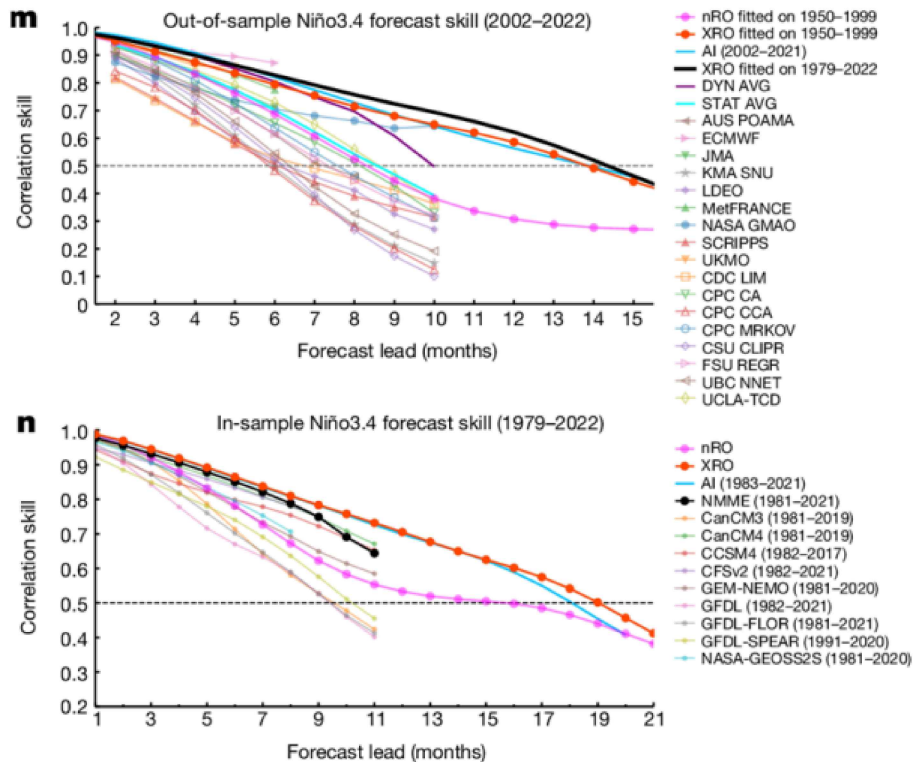 m
Out-of-sample Niño3.4 forecast skill (2002–2022)
1.0
0.9
0.8
0.7
0.6
0.5
0.4
0.3
0.2
0.1
0
Correlation skill
2 3 4 5 6 7 8 9 10 11 12 13 14 15
Forecast lead (months)
nRO fitted on 1950–1999
XRO fitted on 1950–1999
AI (2002–2021)
XRO fitted on 1979–2022
DYN AVG
STAT AVG
AUS POAMA
ECMWF
JMA
KMA SNU
LDEO
MetFRANCE
NASA GMAO
SCRIPPS
UKMO
CDC LIM
CPC CA
CPC CCA
CPC MRKOV
CSU CLIPR
FSU REGR
UBC NNET
UCLA-TCD
n
In-sample Niño3.4 forecast skill (1979–2022)
1.0
0.9
0.8
0.7
0.6
0.5
0.4
0.3
0.2
Correlation skill
1 3 5 7 9 11 13 15 17 19 21
Forecast lead (months)
nRO
XRO
AI (1983–2021)
NMME (1981–2021)
CanCM3 (1981–2019)
CanCM4 (1981–2019)
CCSM4 (1982–2017)
CFSv2 (1982–2021)
GEM-NEMO (1981–2020)
GFDL (1982–2021)
GFDL-FLOR (1981–2021)
GFDL-SPEAR (1991–2020)
NASA-GEOSS2S (1981–2020)